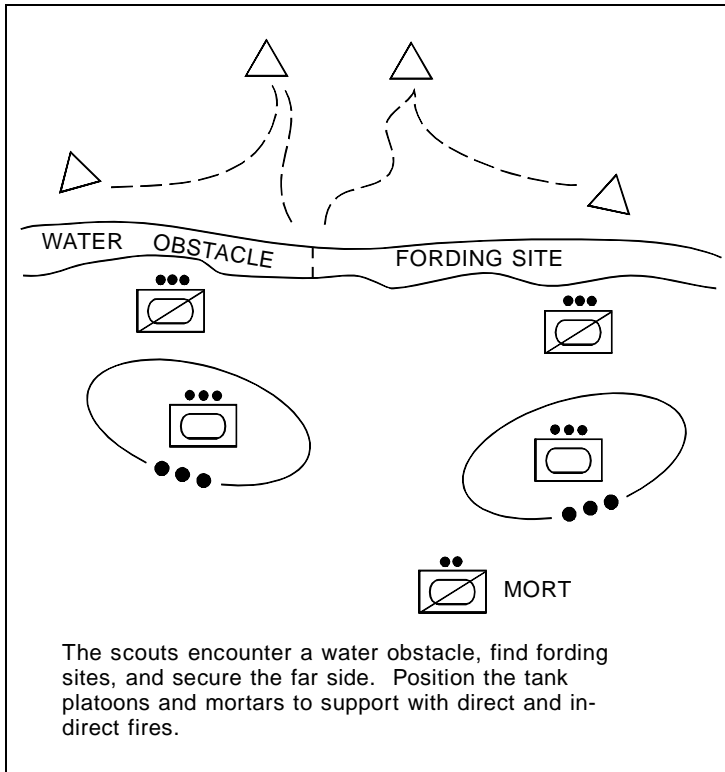 WATER OBSTACLE
FORDING SITE
MORT
The scouts encounter a water obstacle, find fording
sites, and secure the far side. Position the tank
platoons and mortars to support with direct and in-
direct fires.